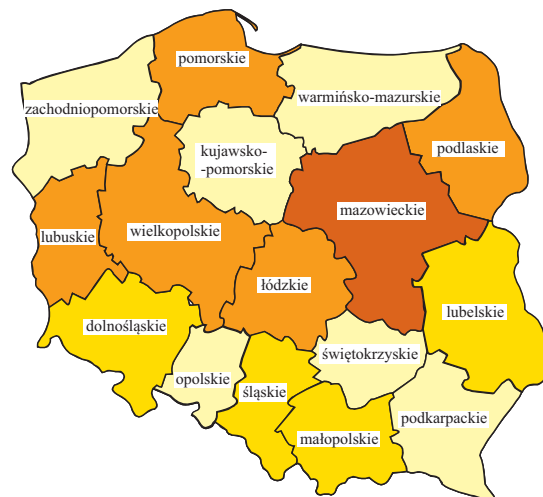 pomorskie
warmińsko-mazurskie
zachodniopomorskie
kujawsko-
-pomorskie
podlaskie
mazowieckie
wielkopolskie
lubuskie
łódzkie
lubelskie
dolnośląskie
świętokrzyskie
opolskie
śląskie
podkarpackie
małopolskie